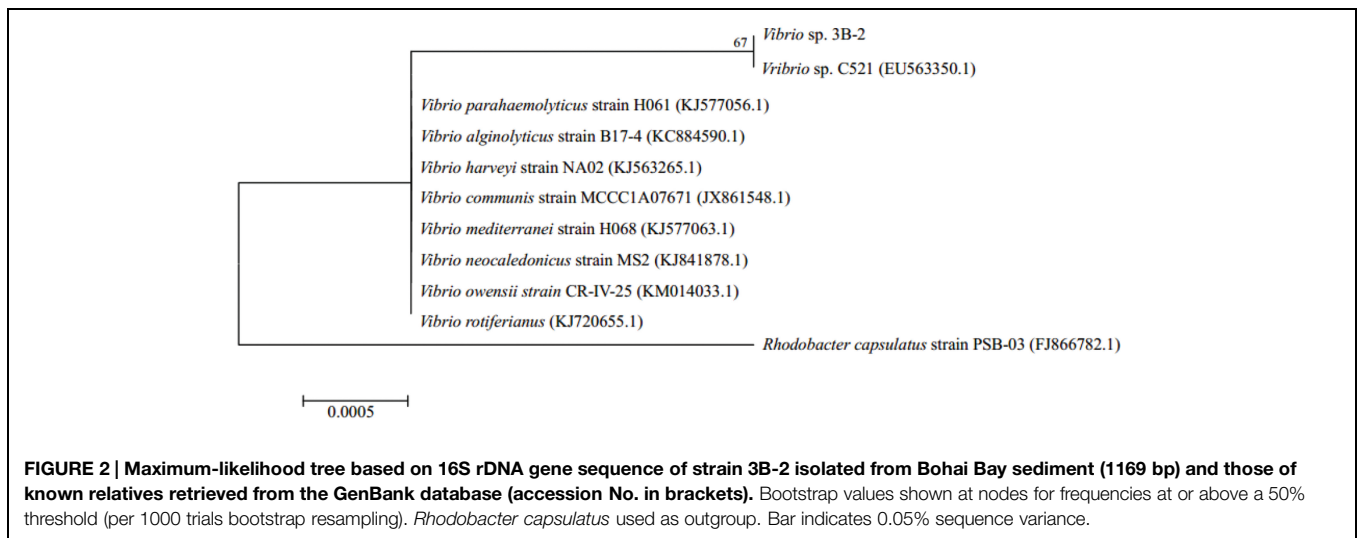 67
Vibrio sp. 3B-2
Vribrio sp. C521 (EU563350.1)
Vibrio parahaemolyticus strain H061 (KJ577056.1)
Vibrio alginolyticus strain B17-4 (KC884590.1)
Vibrio harveyi strain NA02 (KJ563265.1)
Vibrio communis strain MCCC1A07671 (JX861548.1)
Vibrio mediterranei strain H068 (KJ577063.1)
Vibrio neocaledonicus strain MS2 (KJ841878.1)
Vibrio owensii strain CR-IV-25 (KM014033.1)
Vibrio rotiferianus (KJ720655.1)
Rhodobacter capsulatus strain PSB-03 (FJ866782.1)
0.0005
FIGURE 2 | Maximum-likelihood tree based on 16S rDNA gene sequence of strain 3B-2 isolated from Bohai Bay sediment (1169 bp) and those of
known relatives retrieved from the GenBank database (accession No. in brackets). Bootstrap values shown at nodes for frequencies at or above a 50%
threshold (per 1000 trials bootstrap resampling). Rhodobacter capsulatus used as outgroup. Bar indicates 0.05% sequence variance.